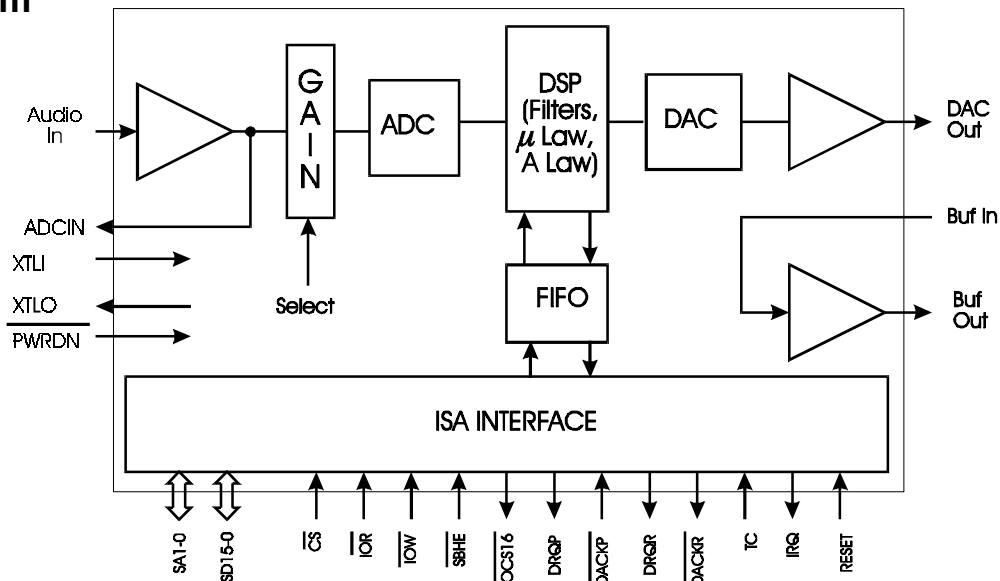 Audio
In
G
A
I
N
ADC
DSP
(Filters,
μ Law,
A Law)
DAC
DAC
Out
ADCIN
XTLI
XTLO
PWRDN
Select
FIFO
Buf In
Buf
Out
ISA INTERFACE
SA1-0
SD15-0
CS
IOR
IOW
SBHE
DRQP
DACKP
DRQR
DACKR
TC
IRQ
RESET